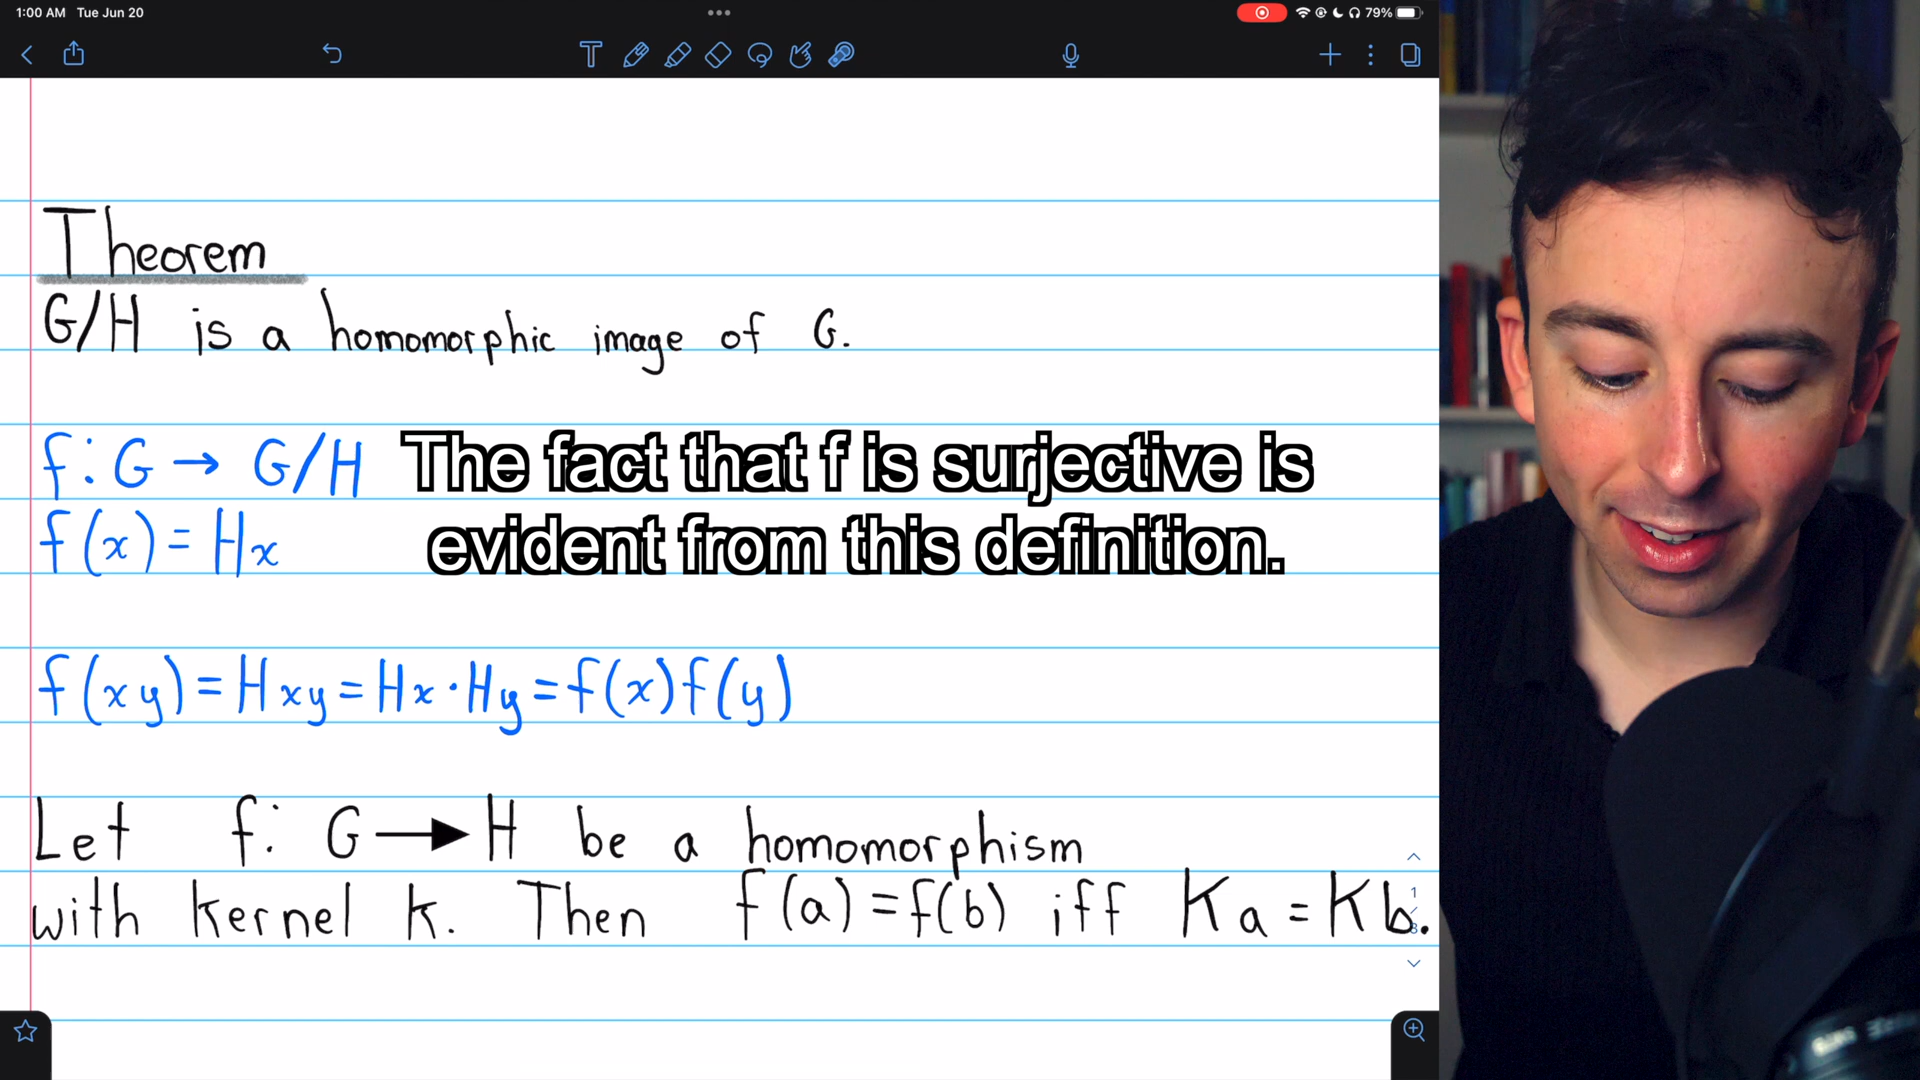 1:00 AM Tue Jun 20
79%
Theorem
G/H is a homomorphic image of G.
f: G → G/H
f(x) = Hx
The fact that f is surjective is
evident from this definition.
f(xy) = Hxy = Hx · Hy = f(x)f(y)
Let f: G → H be a homomorphism
with kernel K. Then f(a) = f(b) iff Ka = Kb.
1